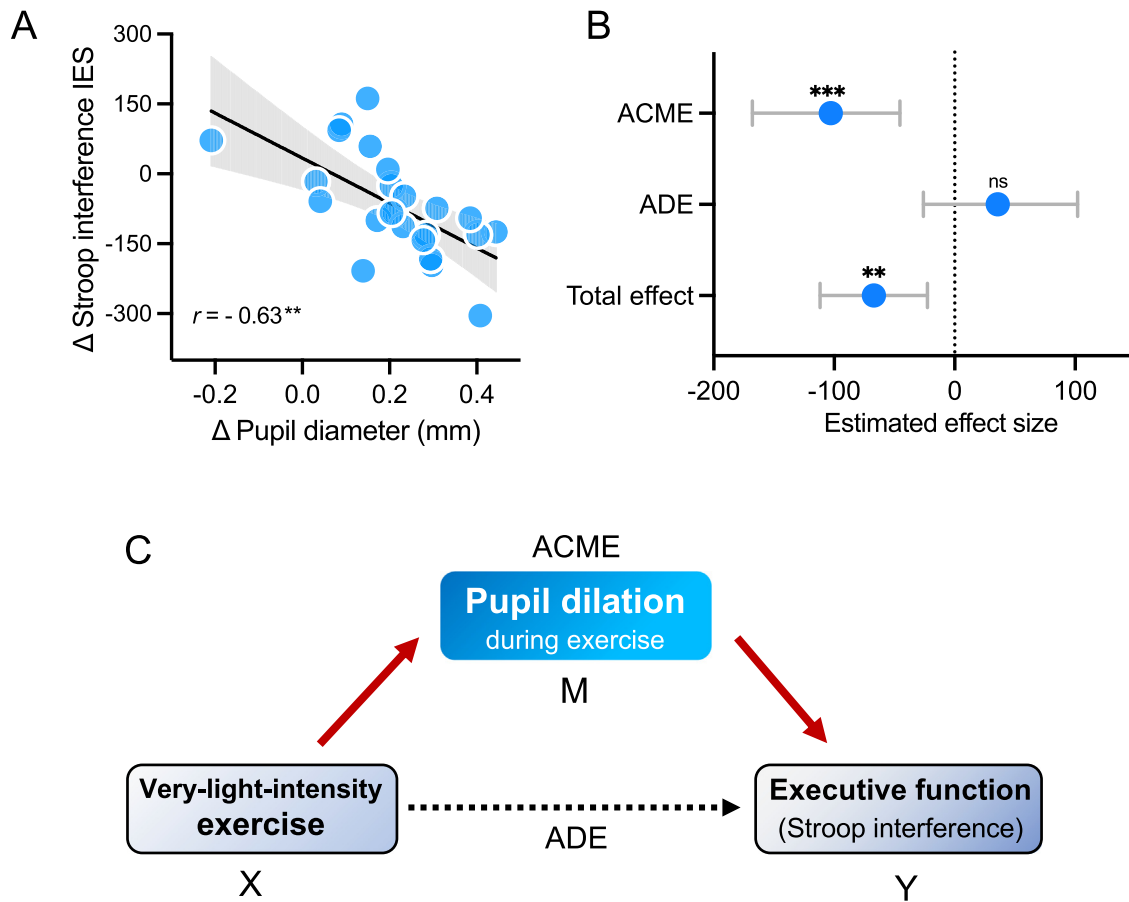 A
300
150
0
-150
-300
Δ Stroop interference IES
r = - 0.63**
-0.2 0.0 0.2 0.4
Δ Pupil diameter (mm)
B
***
ACME
ns
ADE
**
Total effect
-200 -100 0 100
Estimated effect size
C
ACME
Pupil dilation
during exercise
M
Very-light-intensity
exercise
X
ADE
Executive function
(Stroop interference)
Y